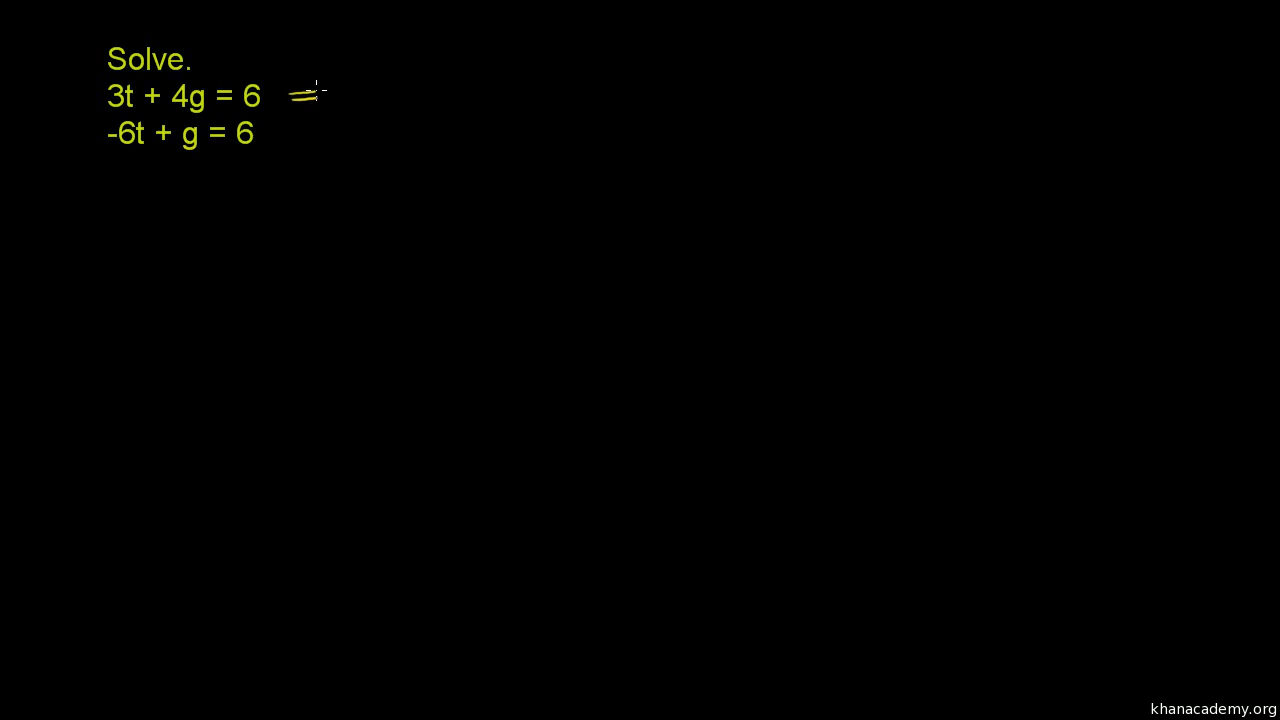 Solve.
3t + 4g = 6 =
-6t + g = 6
khanacademy.org